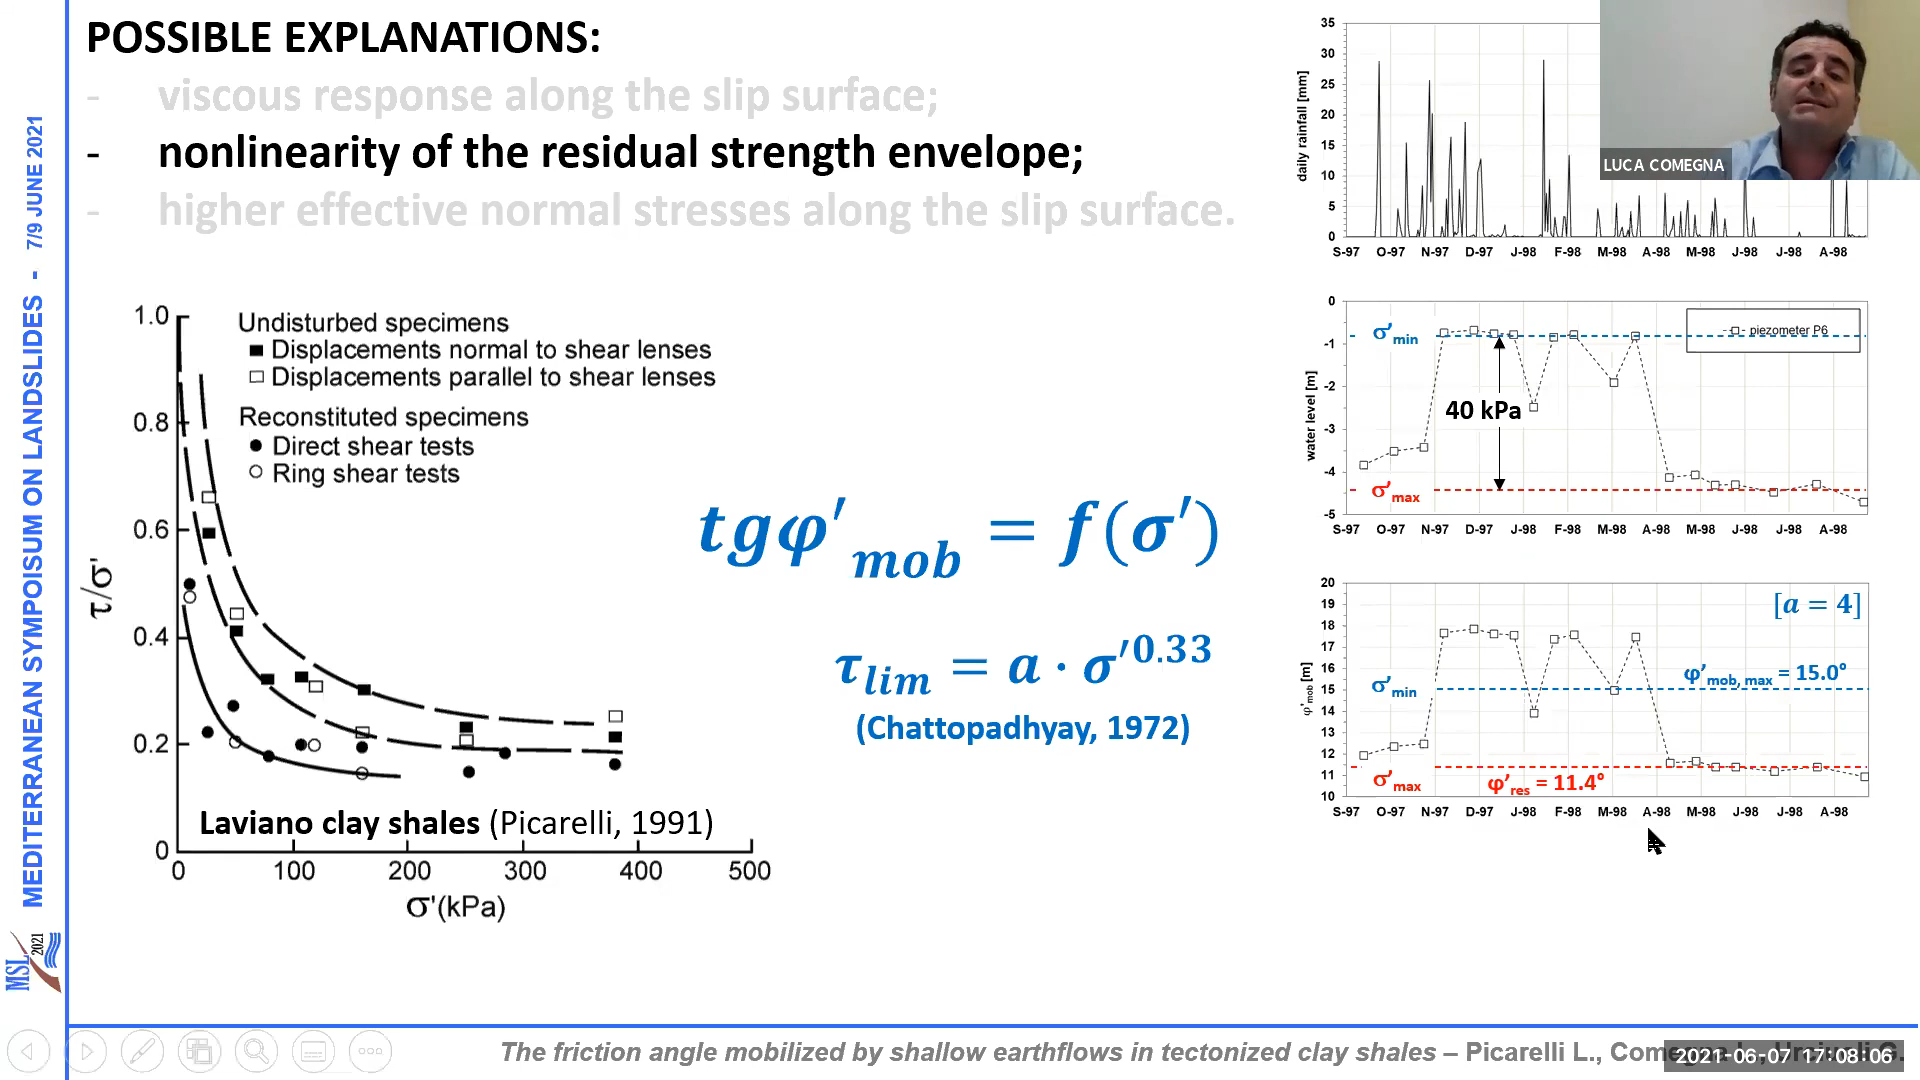 POSSIBLE EXPLANATIONS:
- viscous response along the slip surface;
- nonlinearity of the residual strength envelope;
- higher effective normal stresses along the slip surface.
MEDITERRANEAN SYMPOISUM ON LANDSLIDES - 7/9 JUNE 2021
MSL 2021
1.0
0.8
0.6
0.4
0.2
0
τ/σ'
Undisturbed specimens
Displacements normal to shear lenses
Displacements parallel to shear lenses
Reconstituted specimens
Direct shear tests
Ring shear tests
Laviano clay shales (Picarelli, 1991)
0 100 200 300 400 500
σ'(kPa)
tgφ'mob = f(σ')
τlim = a · σ'0.33
(Chattopadhyay, 1972)
35
30
25
20
15
10
5
0
daily rainfall [mm]
S-97 O-97 N-97 D-97 J-98 F-98 M-98 A-98 M-98 J-98 J-98 A-98
LUCA COMEGNA
0
-1
-2
-3
-4
-5
water level [m]
σ'min
piezometer P6
40 kPa
σ'max
S-97 O-97 N-97 D-97 J-98 F-98 M-98 A-98 M-98 J-98 J-98 A-98
20
19
18
17
16
15
14
13
12
11
10
φ'mob [m]
[a = 4]
σ'min
φ'mob, max = 15.0°
σ'max
φ'res = 11.4°
S-97 O-97 N-97 D-97 J-98 F-98 M-98 A-98 M-98 J-98 J-98 A-98
The friction angle mobilized by shallow earthflows in tectonized clay shales – Picarelli L.,
2021-06-07 17:08:06